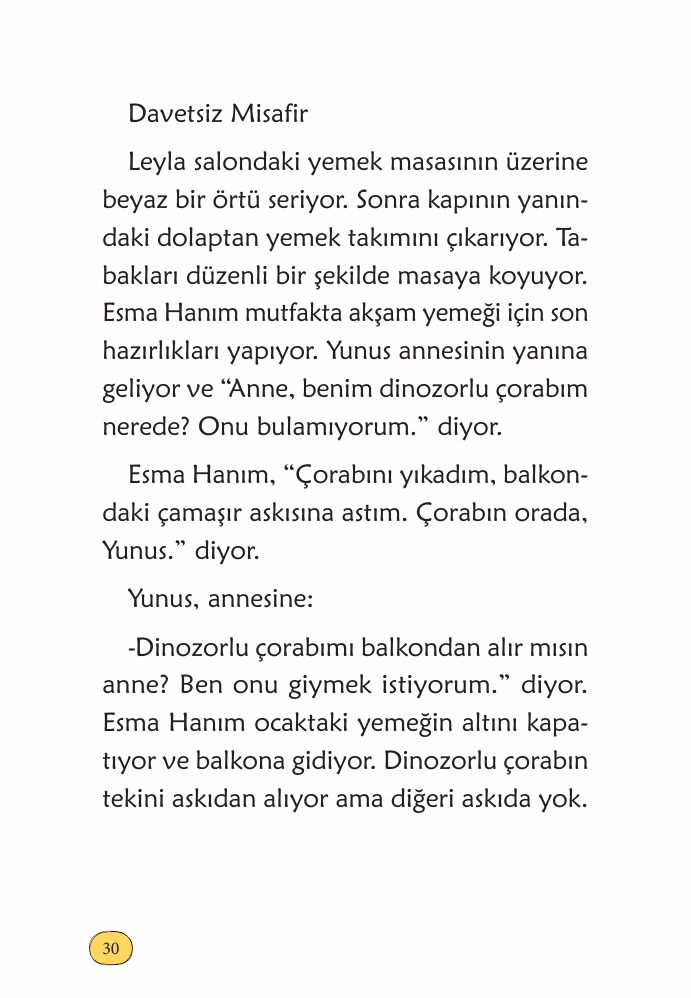 Davetsiz Misafir
Leyla salondaki yemek masasının üzerine
beyaz bir örtü seriyor. Sonra kapının yanın-
daki dolaptan yemek takımını çıkarıyor. Ta-
bakları düzenli bir şekilde masaya koyuyor.
Esma Hanım mutfakta akşam yemeği için son
hazırlıkları yapıyor. Yunus annesinin yanına
geliyor ve “Anne, benim dinozorlu çorabım
nerede? Onu bulamıyorum.” diyor.
Esma Hanım, “Çorabını yıkadım, balkon-
daki çamaşır askısına astım. Çorabın orada,
Yunus.” diyor.
Yunus, annesine:
-Dinozorlu çorabımı balkondan alır mısın
anne? Ben onu giymek istiyorum.” diyor.
Esma Hanım ocaktaki yemeğin altını kapa-
tıyor ve balkona gidiyor. Dinozorlu çorabın
tekini askıdan alıyor ama diğeri askıda yok.
30